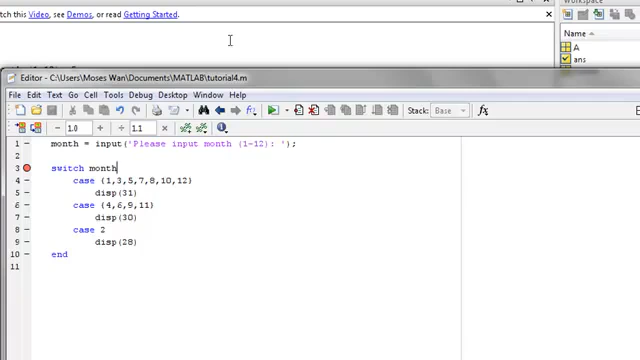 tch this Video, see Demos, or read Getting Started.
Workspace
Name
A
ans
Editor - C:\Users\Moses Wan\Documents\MATLAB\tutorial4.m
File Edit Text Go Cell Tools Debug Desktop Window Help
Stack: Base fx
- 1.0 + ÷ 1.1 ×
1 - month = input('Please input month (1-12): ');
2
3 switch month
4 - case {1,3,5,7,8,10,12}
5 - disp(31)
6 - case {4,6,9,11}
7 - disp(30)
8 - case 2
9 - disp(28)
10 - end
11